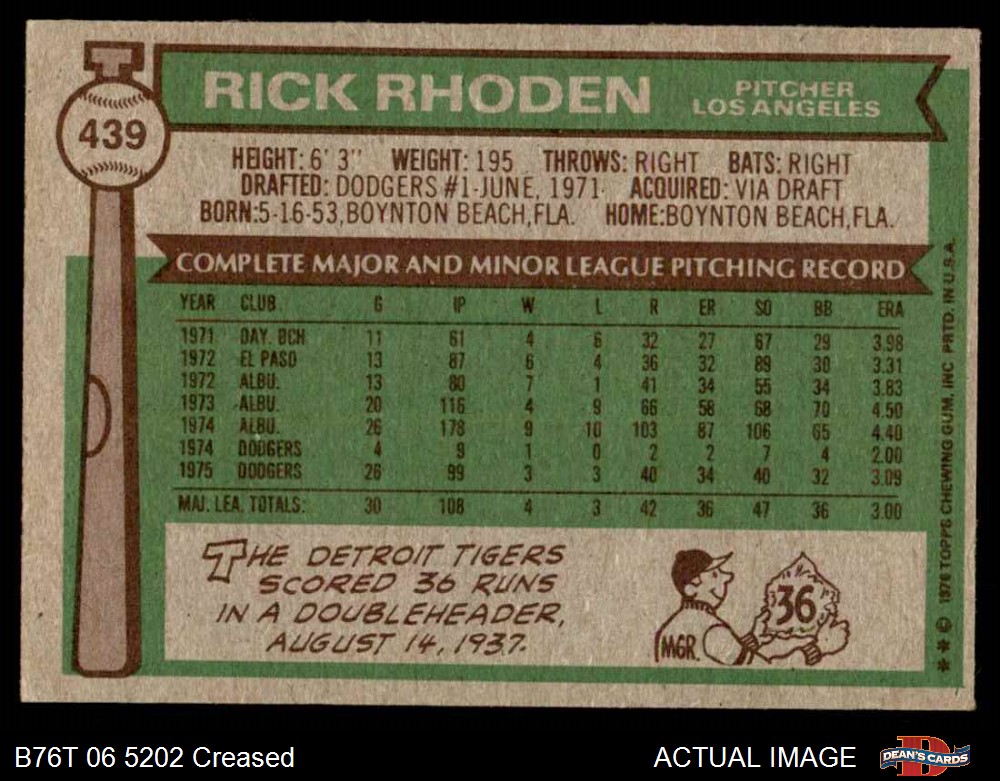 RICK RHODEN
PITCHER
LOS ANGELES
439
HEIGHT: 6' 3" WEIGHT: 195 THROWS: RIGHT BATS: RIGHT
DRAFTED: DODGERS #1-JUNE, 1971 ACQUIRED: VIA DRAFT
BORN:5-16-53,BOYNTON BEACH,FLA. HOME:BOYNTON BEACH,FLA.
COMPLETE MAJOR AND MINOR LEAGUE PITCHING RECORD
YEAR CLUB G IP W L R ER SO BB ERA
1971 DAY. BCH 11 61 4 6 32 27 67 29 3.98
1972 EL PASO 13 87 6 4 36 32 89 30 3.31
1972 ALBU. 13 80 7 1 41 34 55 34 3.83
1973 ALBU. 20 116 4 9 66 58 68 70 4.50
1974 ALBU. 26 178 9 10 103 87 106 65 4.40
1974 DODGERS 4 9 1 0 2 2 7 4 2.00
1975 DODGERS 26 99 3 3 40 34 40 32 3.09
MAJ. LEA. TOTALS: 30 108 4 3 42 36 47 36 3.00
THE DETROIT TIGERS
SCORED 36 RUNS
IN A DOUBLEHEADER,
AUGUST 14, 1937.
MGR.
36
** © 1976 TOPPS CHEWING GUM, INC. PRTD. IN U.S.A.
B76T 06 5202 Creased
ACTUAL IMAGE
D
DEAN'S CARDS